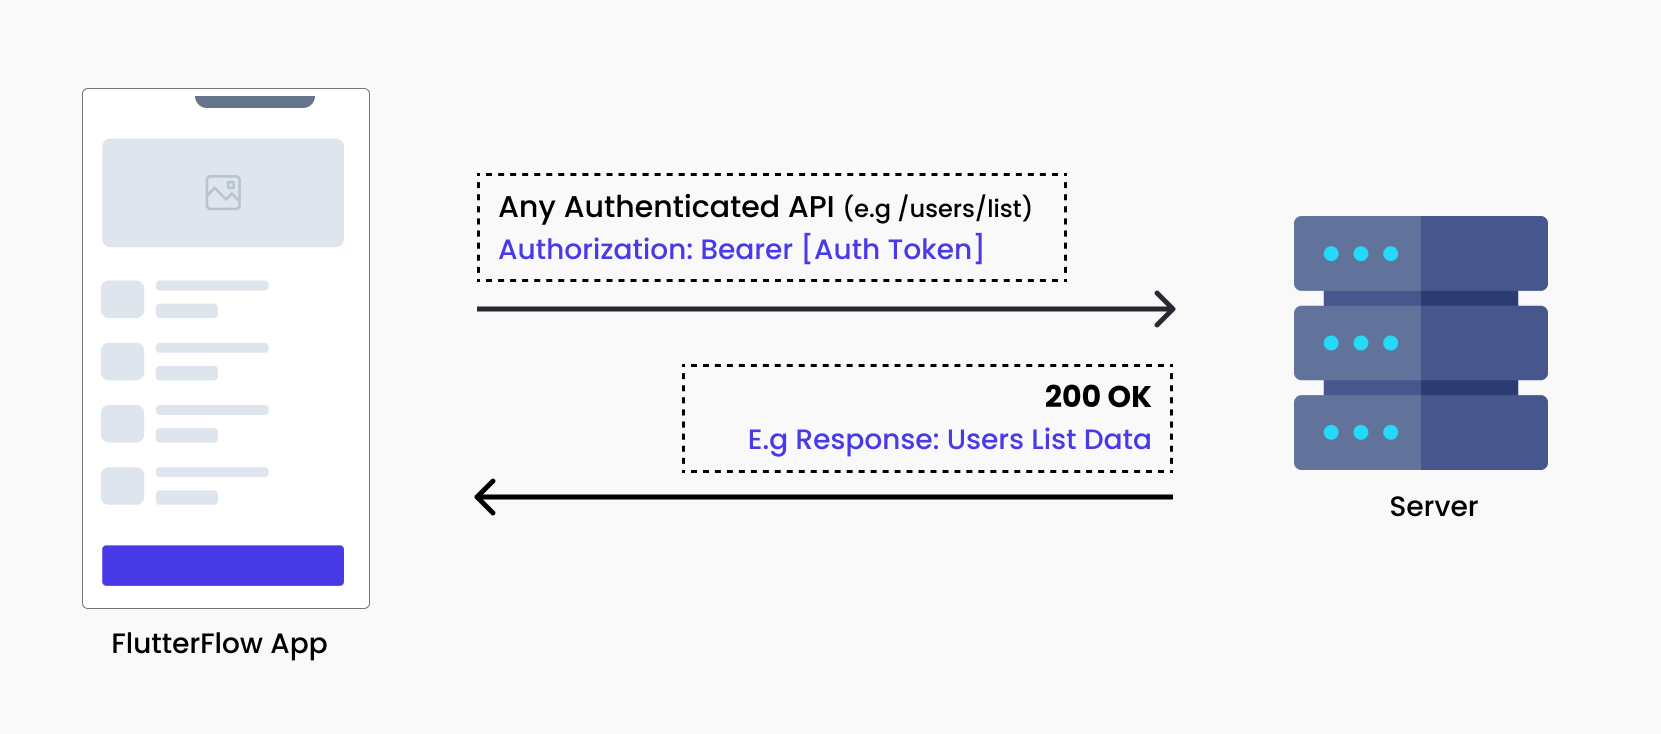 Any Authenticated API (e.g /users/list)
Authorization: Bearer [Auth Token]
200 OK
E.g Response: Users List Data
Server
FlutterFlow App